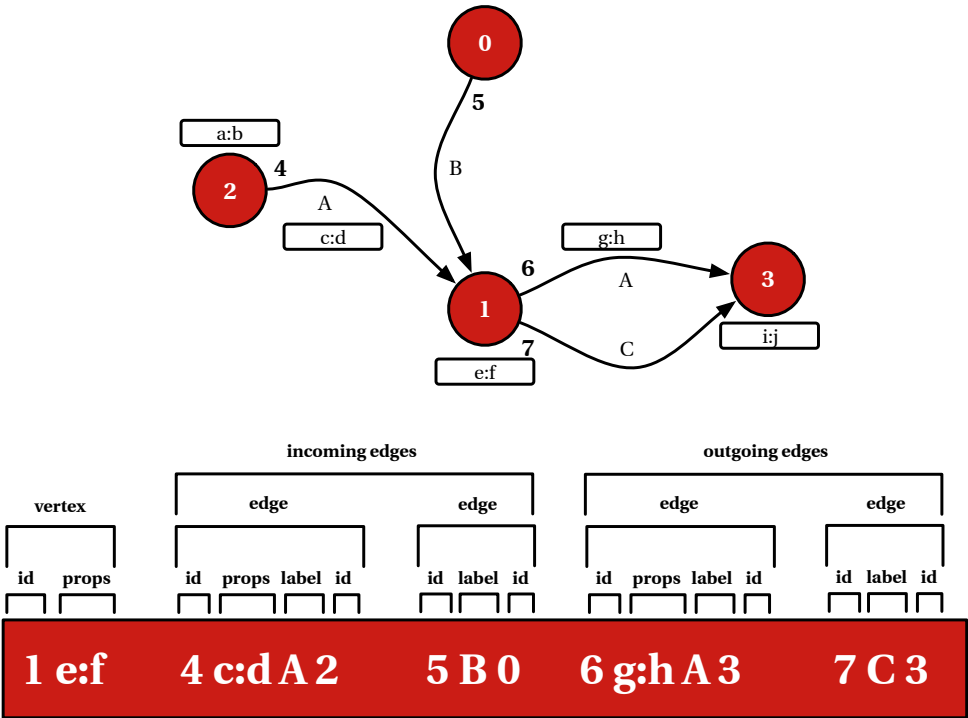 0
5
a:b
4
B
2
A
c:d
g:h
6
A
3
1
i:j
7
C
e:f
incoming edges outgoing edges
vertex edge edge edge edge
id props id props label id id label id id props label id id label id
1 e:f 4 c:d A 2 5 B 0 6 g:h A 3 7 C 3